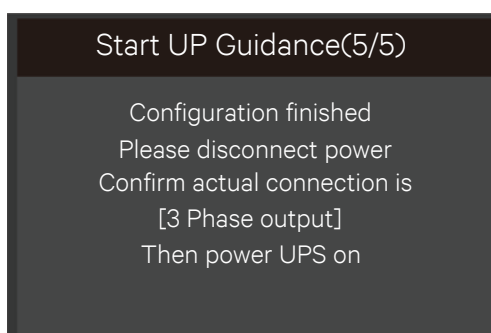 Start UP Guidance(5/5)
Configuration finished
Please disconnect power
Confirm actual connection is
[3 Phase output]
Then power UPS on